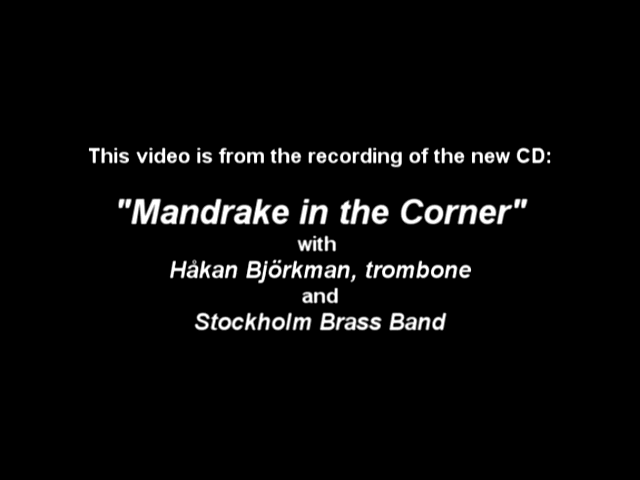 This video is from the recording of the new CD:
"Mandrake in the Corner"
with
Håkan Björkman, trombone
and
Stockholm Brass Band